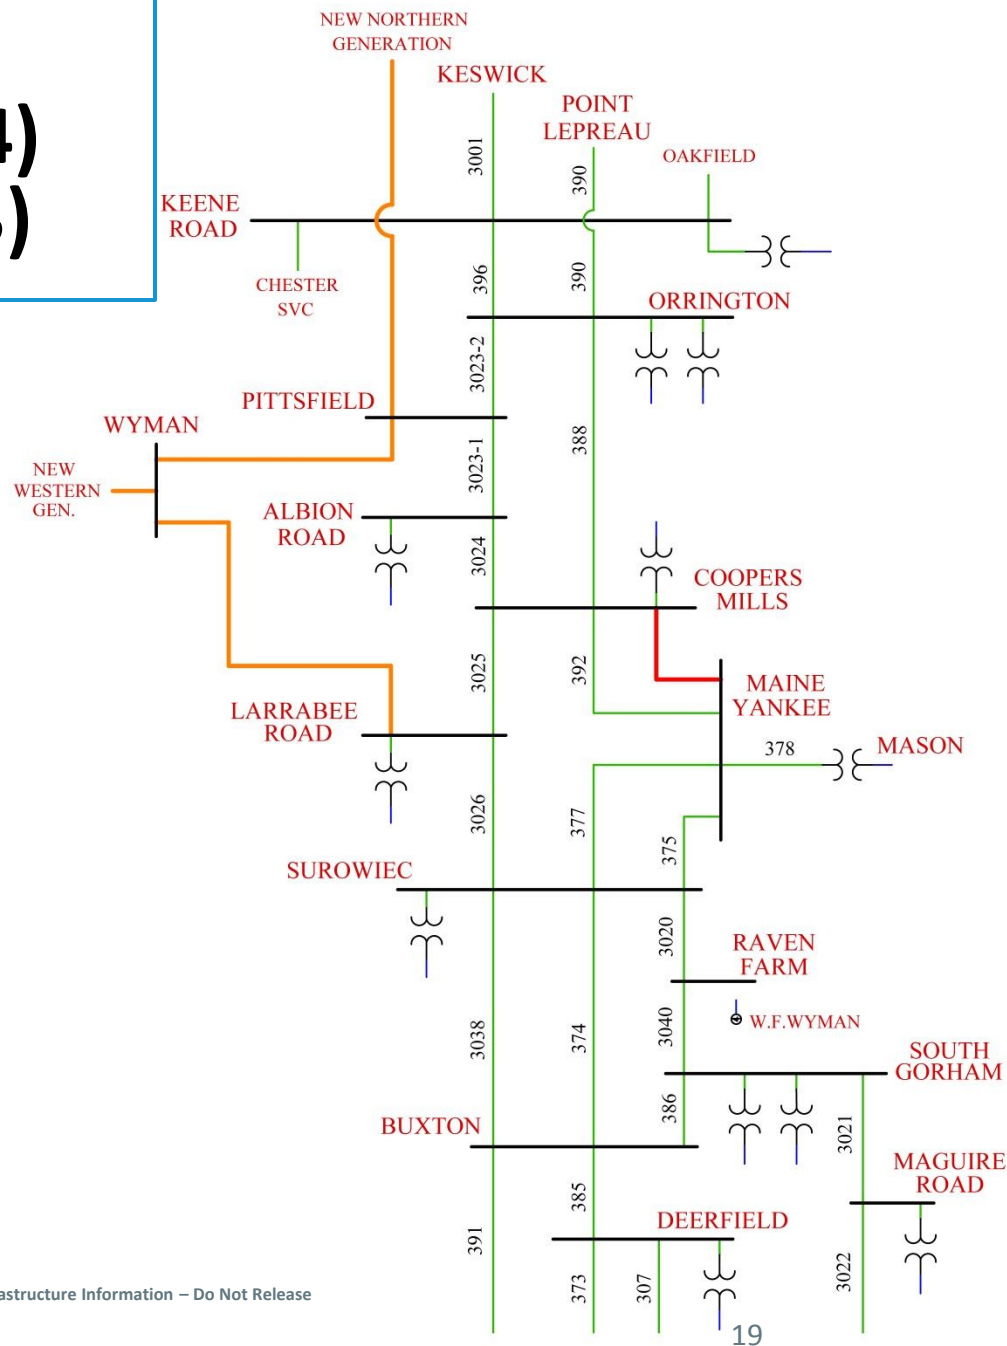 4)
)
NEW NORTHERN
GENERATION
KESWICK
POINT
LEPREAU
OAKFIELD
3001
390
KEENE
ROAD
CHESTER
SVC
396
390
ORRINGTON
3023-2
PITTSFIELD
WYMAN
388
3023-1
NEW
WESTERN
GEN.
ALBION
ROAD
3024
COOPERS
MILLS
3025
392
MAINE
YANKEE
LARRABEE
ROAD
378
MASON
3026
377
375
SUROWIEC
3020
RAVEN
FARM
W.F.WYMAN
3038
374
3040
SOUTH
GORHAM
386
BUXTON
3021
MAGUIRE
ROAD
385
DEERFIELD
391
373
307
3022
astructure Information – Do Not Release
19